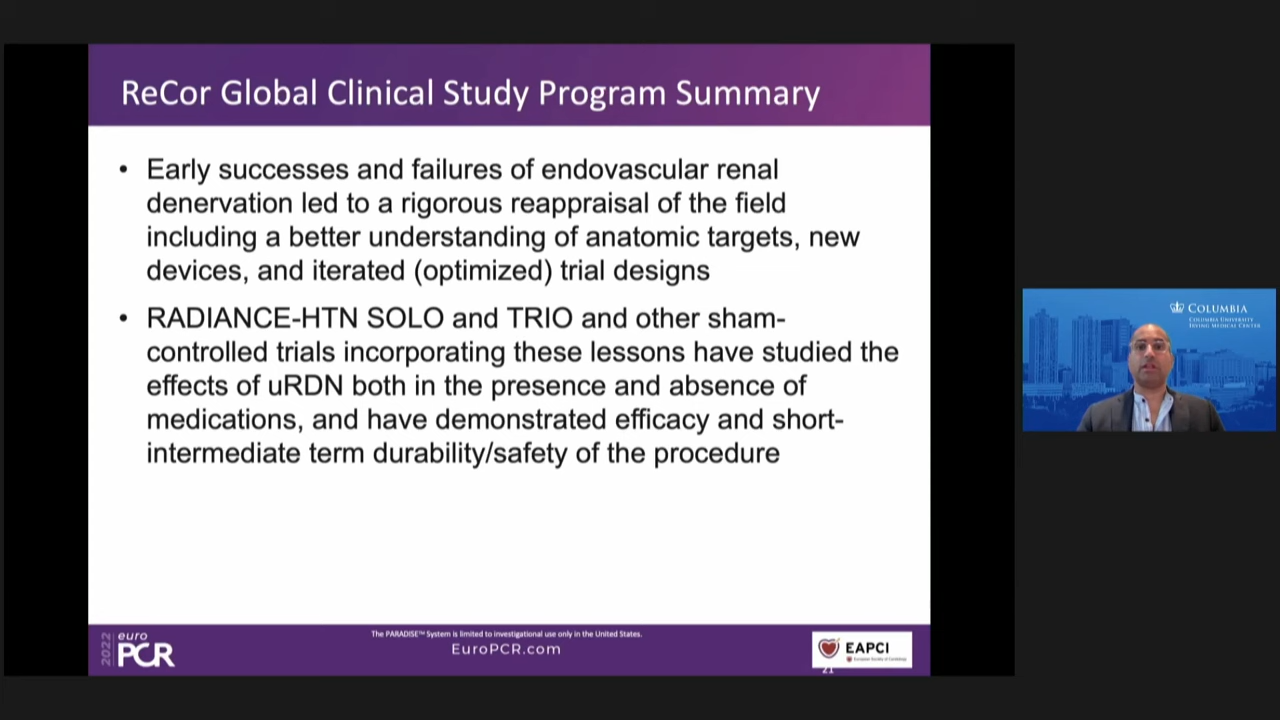 ReCor Global Clinical Study Program Summary
• Early successes and failures of endovascular renal
denervation led to a rigorous reappraisal of the field
including a better understanding of anatomic targets, new
devices, and iterated (optimized) trial designs
• RADIANCE-HTN SOLO and TRIO and other sham-
controlled trials incorporating these lessons have studied the
effects of uRDN both in the presence and absence of
medications, and have demonstrated efficacy and short-
intermediate term durability/safety of the procedure
COLUMBIA
COLUMBIA UNIVERSITY
IRVING MEDICAL CENTER
2022
euro
PCR
The PARADISE™ System is limited to investigational use only in the United States.
EuroPCR.com
EAPCI
European Society of Cardiology
21